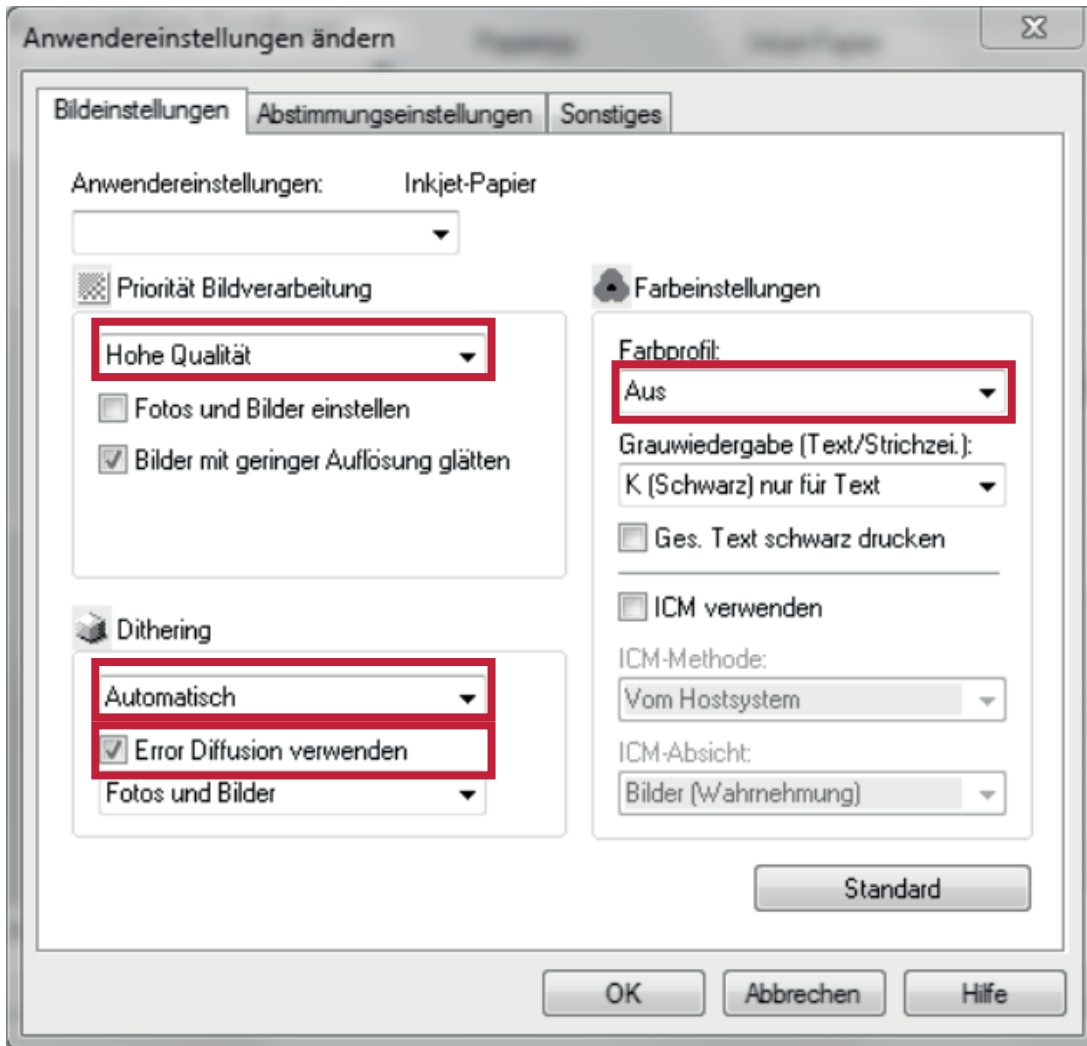 Anwendereinstellungen ändern
Bildeinstellungen Abstimmungseinstellungen Sonstiges
Anwendereinstellungen: Inkjet-Papier
Priorität Bildverarbeitung
Hohe Qualität
Fotos und Bilder einstellen
Bilder mit geringer Auflösung glätten
Dithering
Automatisch
Error Diffusion verwenden
Fotos und Bilder
Farbeinstellungen
Farbprofil:
Aus
Grauwiedergabe (Text/Strichzei.):
K (Schwarz) nur für Text
Ges. Text schwarz drucken
ICM verwenden
ICM-Methode:
Vom Hostsystem
ICM-Absicht:
Bilder (Wahrnehmung)
Standard
OK Abbrechen Hilfe